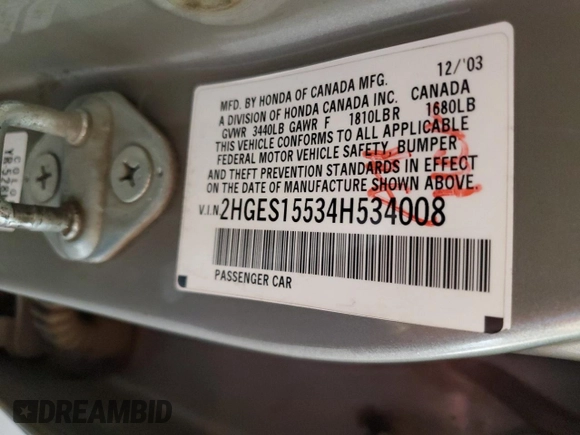 12/'03
MFD. BY HONDA OF CANADA MFG.
A DIVISION OF HONDA CANADA INC. CANADA
GVWR 3440LB GAWR F 1810LB R 1680LB
THIS VEHICLE CONFORMS TO ALL APPLICABLE
FEDERAL MOTOR VEHICLE SAFETY, BUMPER
AND THEFT PREVENTION STANDARDS IN EFFECT
ON THE DATE OF MANUFACTURE SHOWN ABOVE.
V.I.N. 2HGES15534H534008
PASSENGER CAR
DREAMBID